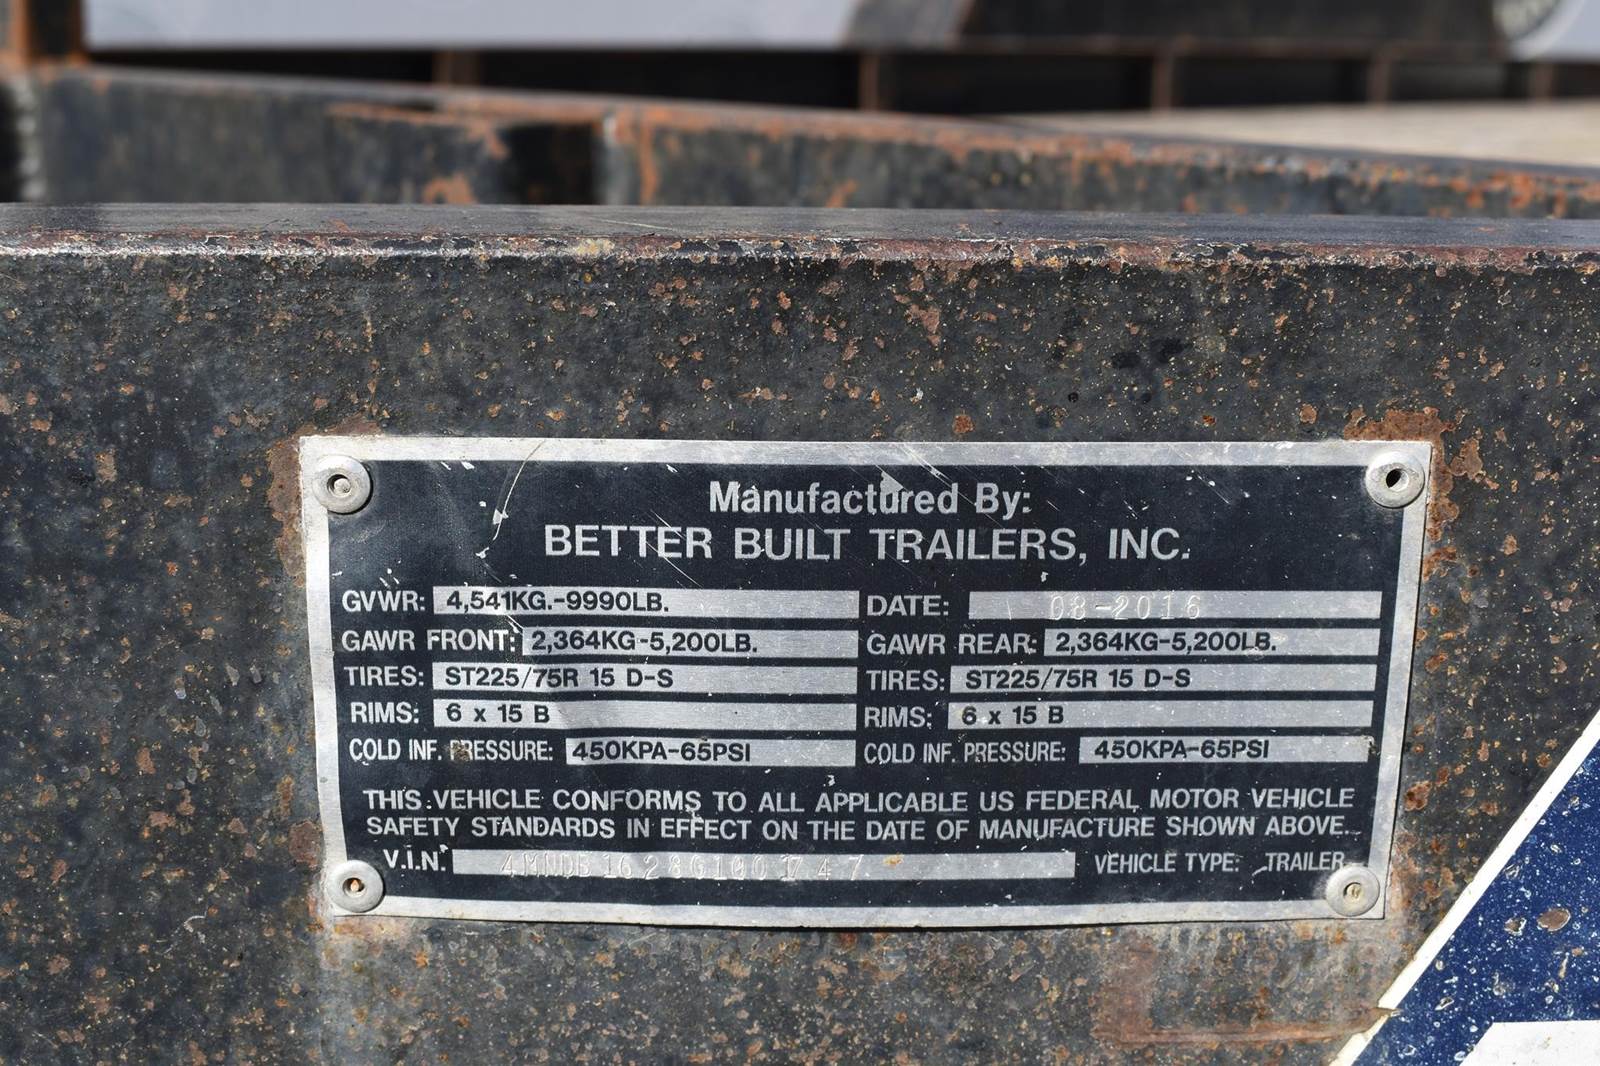 Manufactured By:
BETTER BUILT TRAILERS, INC.
GVWR: 4,541KG.-9990LB. DATE: 08-2016
GAWR FRONT: 2,364KG-5,200LB. GAWR REAR: 2,364KG-5,200LB.
TIRES: ST225/75R 15 D-S TIRES: ST225/75R 15 D-S
RIMS: 6 x 15 B RIMS: 6 x 15 B
COLD INF. PRESSURE: 450KPA-65PSI COLD INF. PRESSURE: 450KPA-65PSI
THIS VEHICLE CONFORMS TO ALL APPLICABLE US FEDERAL MOTOR VEHICLE
SAFETY STANDARDS IN EFFECT ON THE DATE OF MANUFACTURE SHOWN ABOVE.
V.I.N. 4MNDB1628G1001747 VEHICLE TYPE: TRAILER